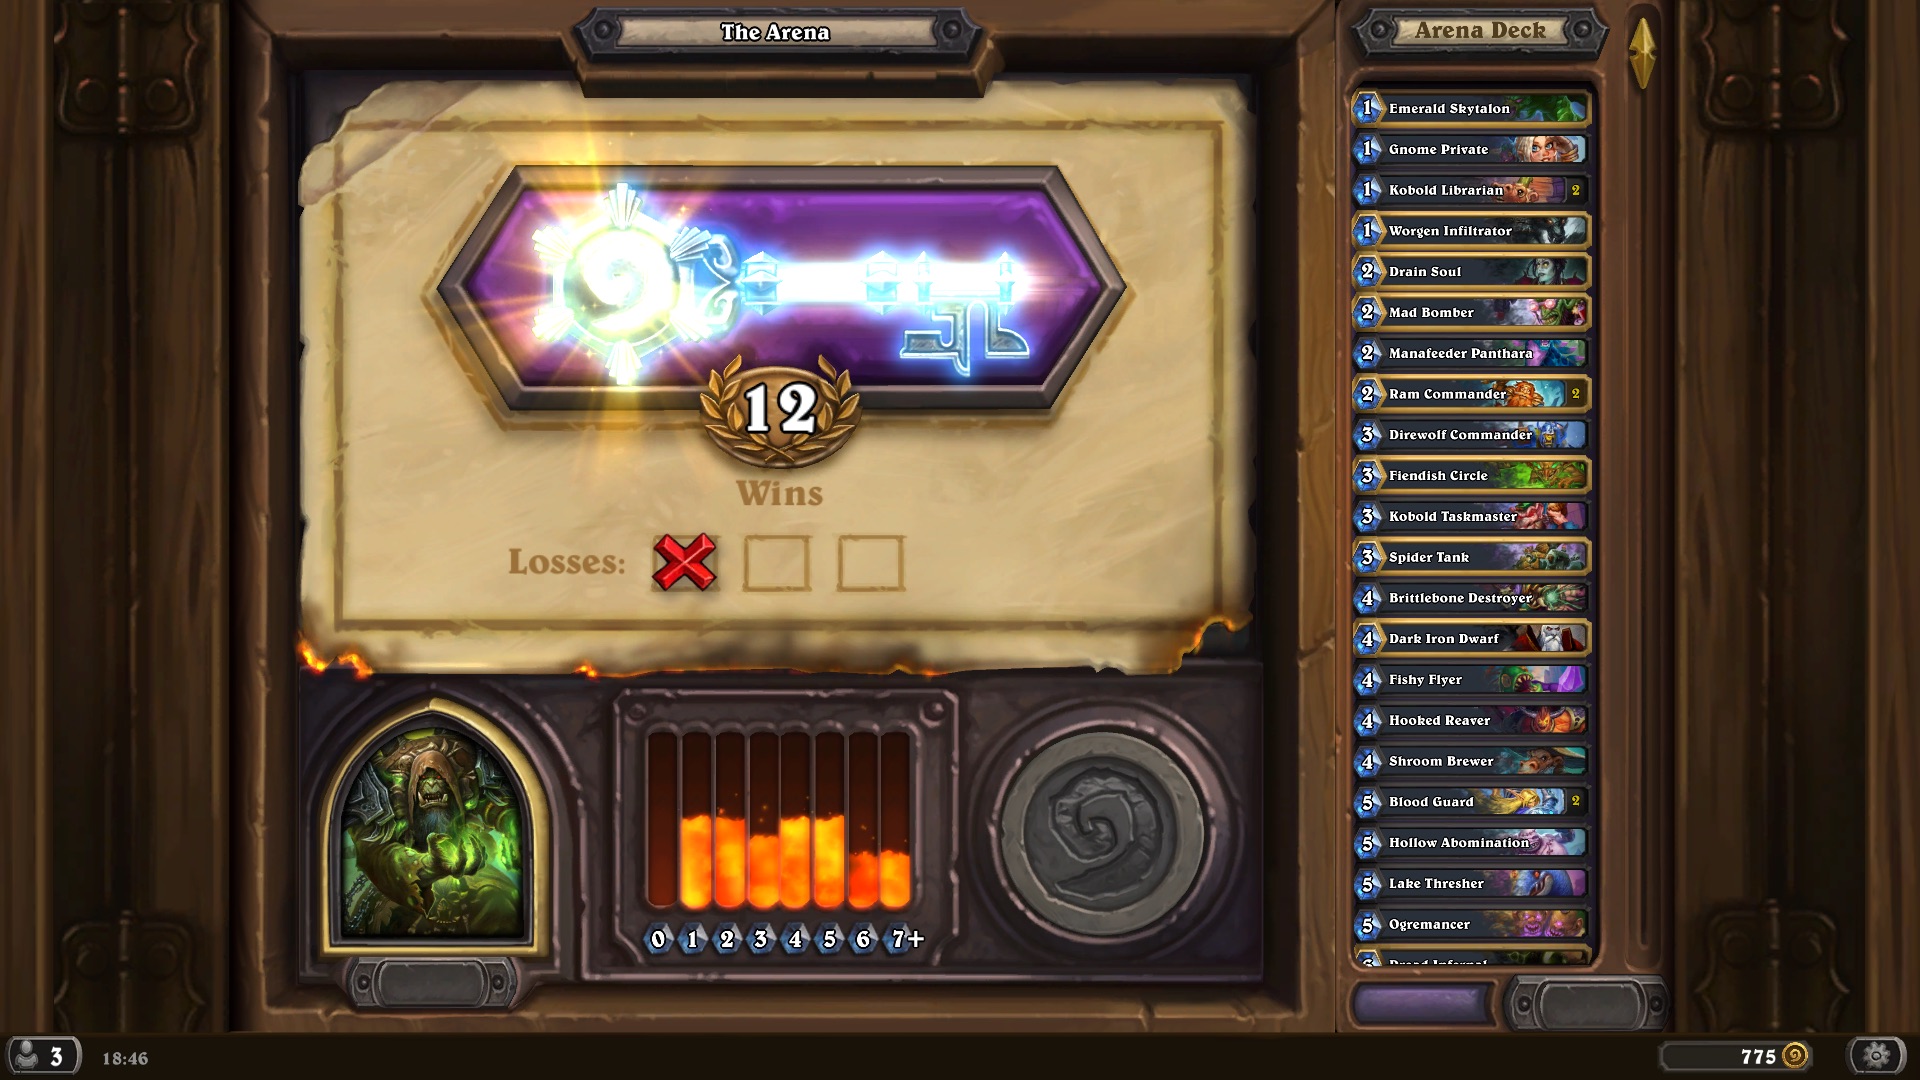 The Arena
12
Wins
Losses:
0 1 2 3 4 5 6 7+
Arena Deck
1 Emerald Skytalon
1 Gnome Private
1 Kobold Librarian 2
1 Worgen Infiltrator
2 Drain Soul
2 Mad Bomber
2 Manafeeder Panthara
2 Ram Commander 2
3 Direwolf Commander
3 Fiendish Circle
3 Kobold Taskmaster
3 Spider Tank
4 Brittlebone Destroyer
4 Dark Iron Dwarf
4 Fishy Flyer
4 Hooked Reaver
4 Shroom Brewer
5 Blood Guard 2
5 Hollow Abomination
5 Lake Thresher
5 Ogremancer
6 Dread Infernal
3
18:46
775